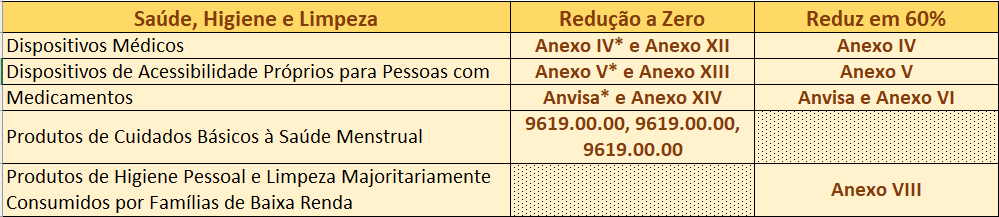 Saúde, Higiene e Limpeza Redução a Zero Reduz em 60%
Dispositivos Médicos Anexo IV* e Anexo XII Anexo IV
Dispositivos de Acessibilidade Próprios para Pessoas com Anexo V* e Anexo XIII Anexo V
Medicamentos Anvisa* e Anexo XIV Anvisa e Anexo VI
Produtos de Cuidados Básicos à Saúde Menstrual 9619.00.00, 9619.00.00,
9619.00.00
Produtos de Higiene Pessoal e Limpeza Majoritariamente
Consumidos por Famílias de Baixa Renda Anexo VIII